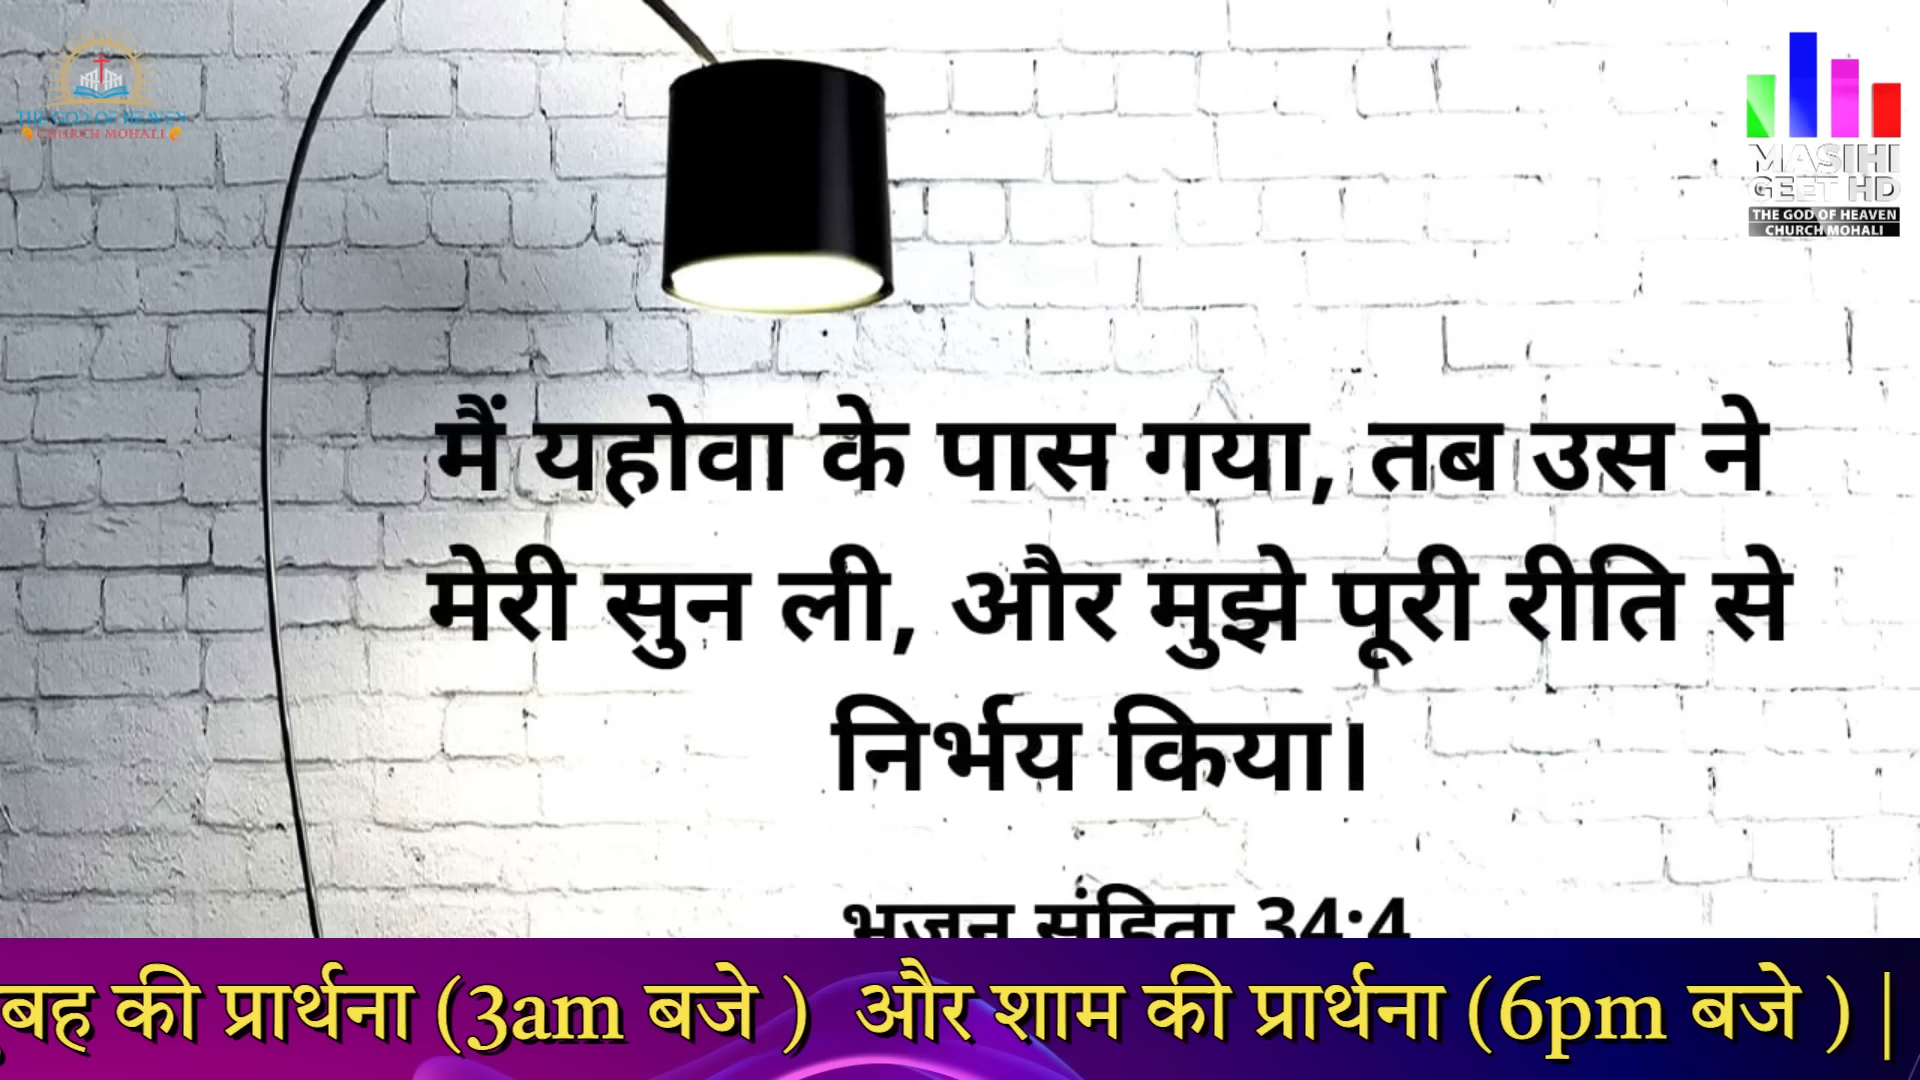 THE GOD OF HEAVEN
CHURCH MOHALI
MASIHI
GEET HD
THE GOD OF HEAVEN
CHURCH MOHALI
मैं यहोवा के पास गया, तब उस ने
मेरी सुन ली, और मुझे पूरी रीति से
निर्भय किया।
भजन संहिता 34:4
बह की प्रार्थना (3am बजे ) और शाम की प्रार्थना (6pm बजे ) |